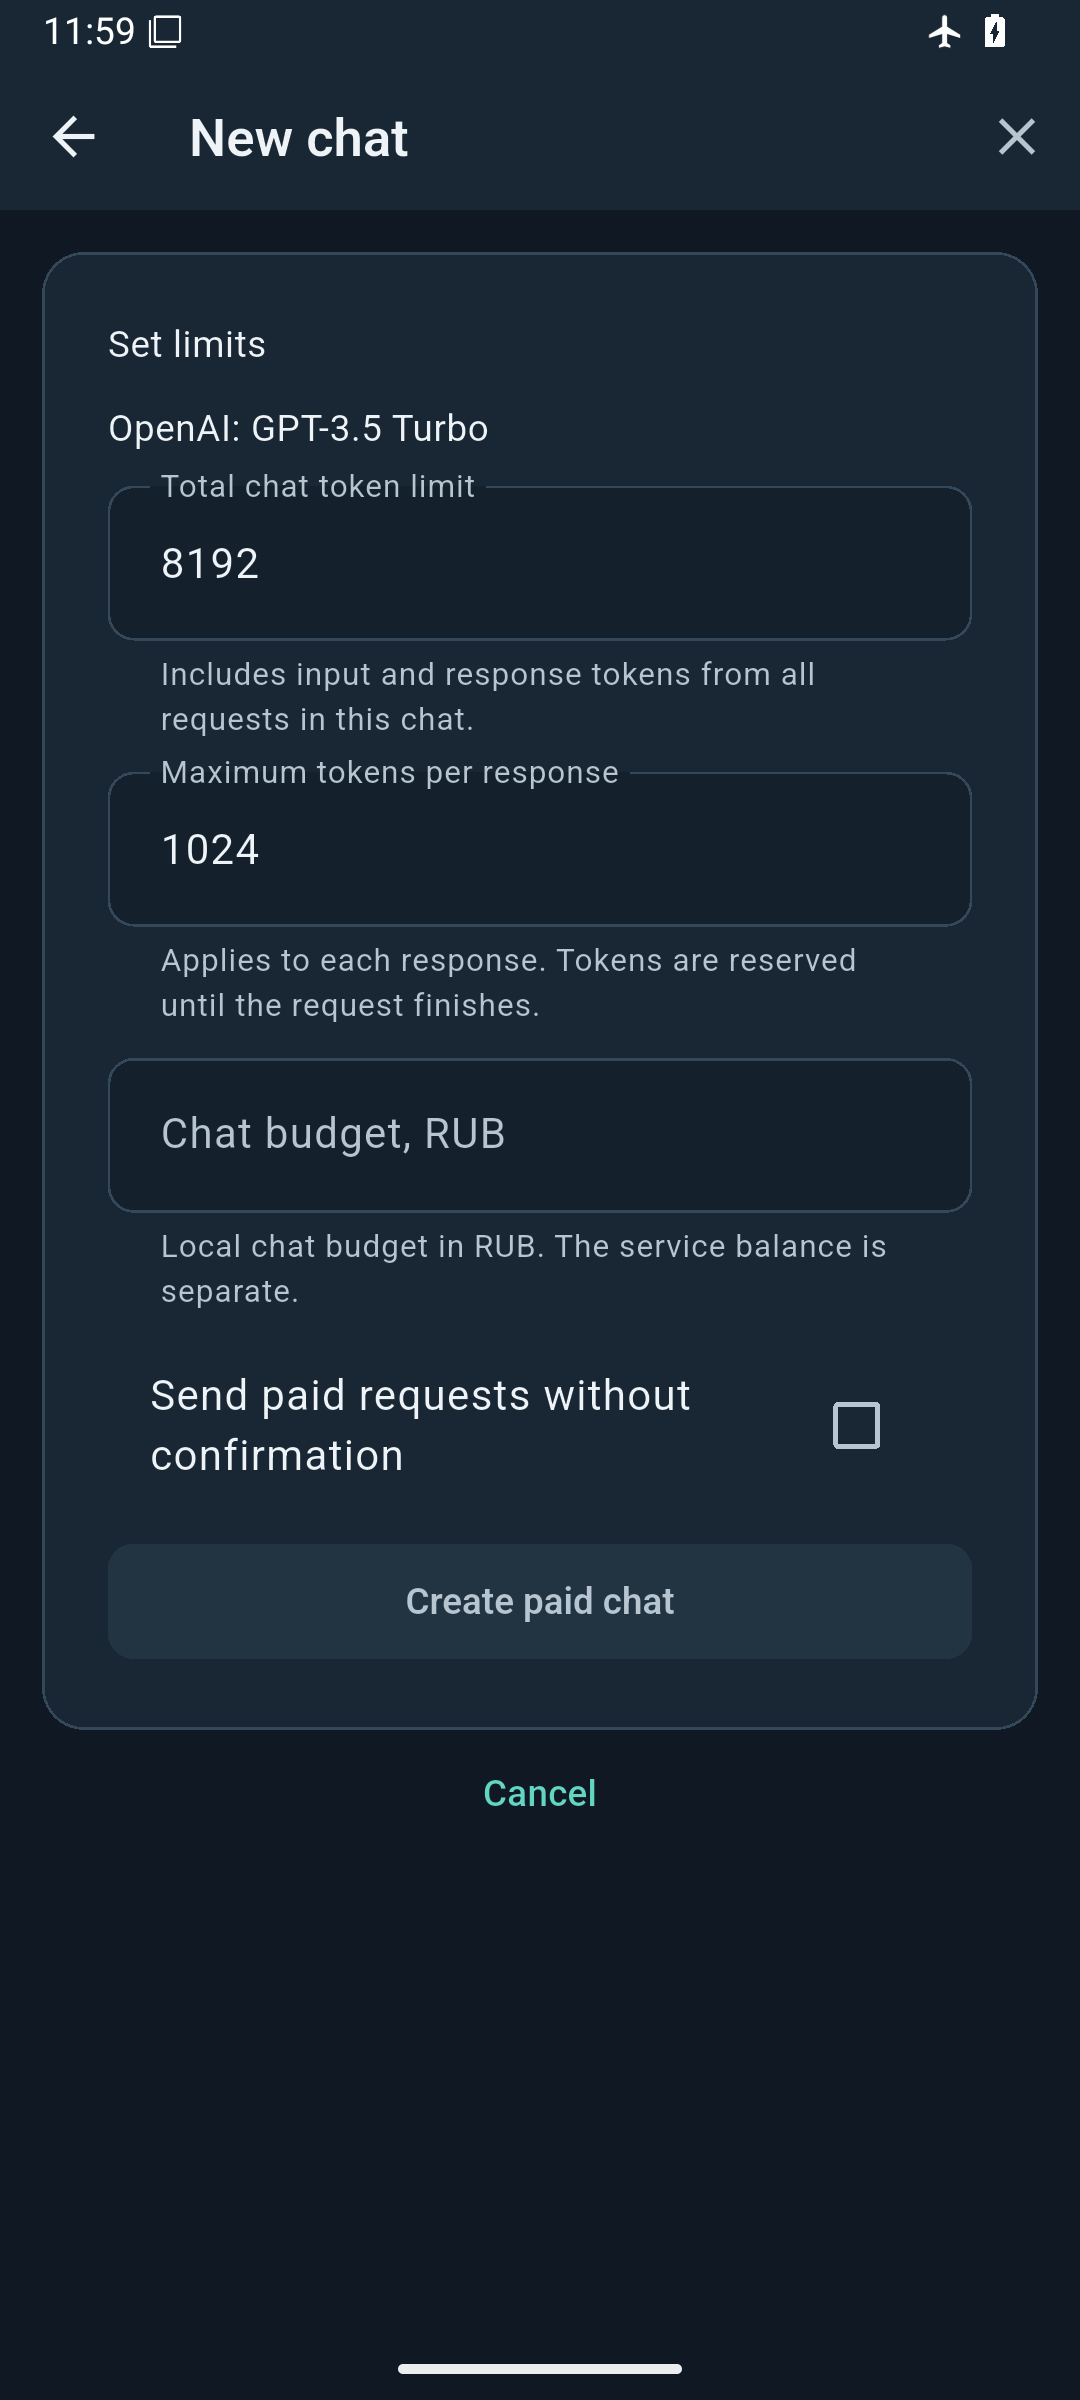 11:59
New chat
Set limits
OpenAI: GPT-3.5 Turbo
Total chat token limit
8192
Includes input and response tokens from all
requests in this chat.
Maximum tokens per response
1024
Applies to each response. Tokens are reserved
until the request finishes.
Chat budget, RUB
Local chat budget in RUB. The service balance is
separate.
Send paid requests without
confirmation
Create paid chat
Cancel